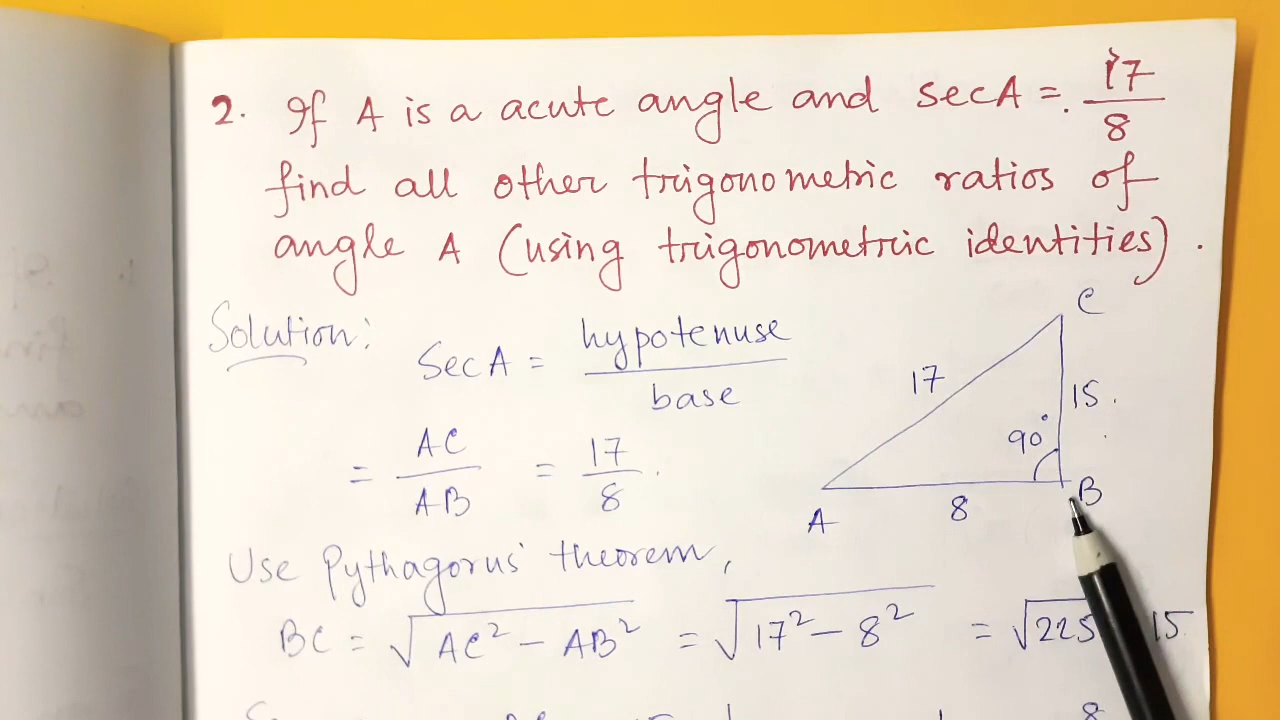 2. If A is a acute angle and secA = 17/8
find all other trigonometric ratios of
angle A (using trigonometric identities).
Solution:
SecA = hypotenuse/base
= AC/AB = 17/8.
C
17
15.
90°
A
8
B
Use Pythagorus' theorem,
BC = √AC² - AB² = √17² - 8² = √225 15
8